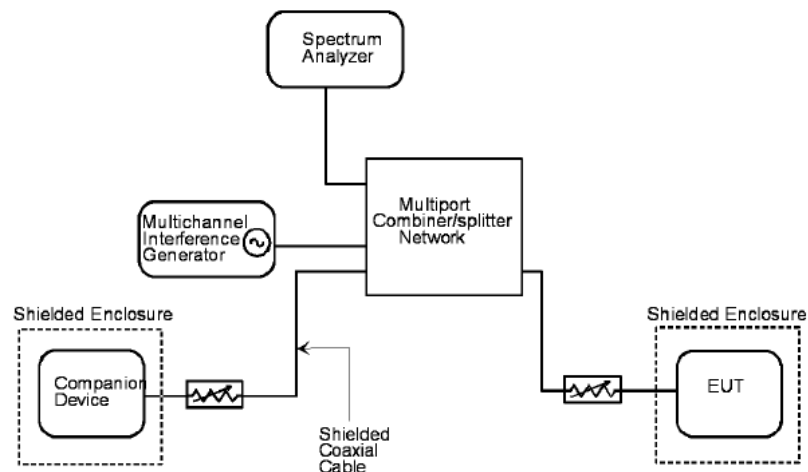 Spectrum
Analyzer
Multiport
Combiner/splitter
Network
Multichannel
Interference
Generator
Shielded Enclosure
Shielded Enclosure
Companion
Device
EUT
Shielded
Coaxial
Cable